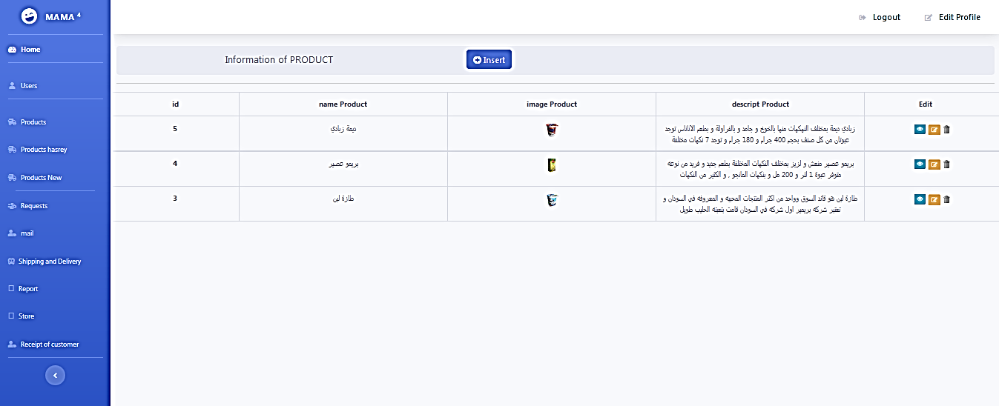 MAMA 4
Logout
Edit Profile
Home
Users
Products
Products hasrey
Products New
Requests
mail
Shipping and Delivery
Report
Store
Receipt of customer
Information of PRODUCT
Insert
id
name Product
image Product
descript Product
Edit
5
ديمة زبادي
زبادي ديمة بمختلف النهكهات منها بالخوخ و جامد و بالفراولة و بطعم الاناناس توجد
عبوتان من كل صنف بحجم 400 جرام و 180 جرام و توجد 7 نكهات مختلفة
4
بريمو عصير
بريمو عصير منعش و لزيز بمختلف النكهات المختلفة بطعم جديد و فريد من نوعه
متوفر عبوة 1 لتر و 200 مل و بنكهات المانجو , و الكثير من النكهات
3
طازة لبن
طازة لبن هو قائد السوق وواحد من اكثر المنتجات المحببه و المعروفه في السودان و
تعتبر شركه بريمير اول شركه في السودان قامت بتعبئه الحليب طويل